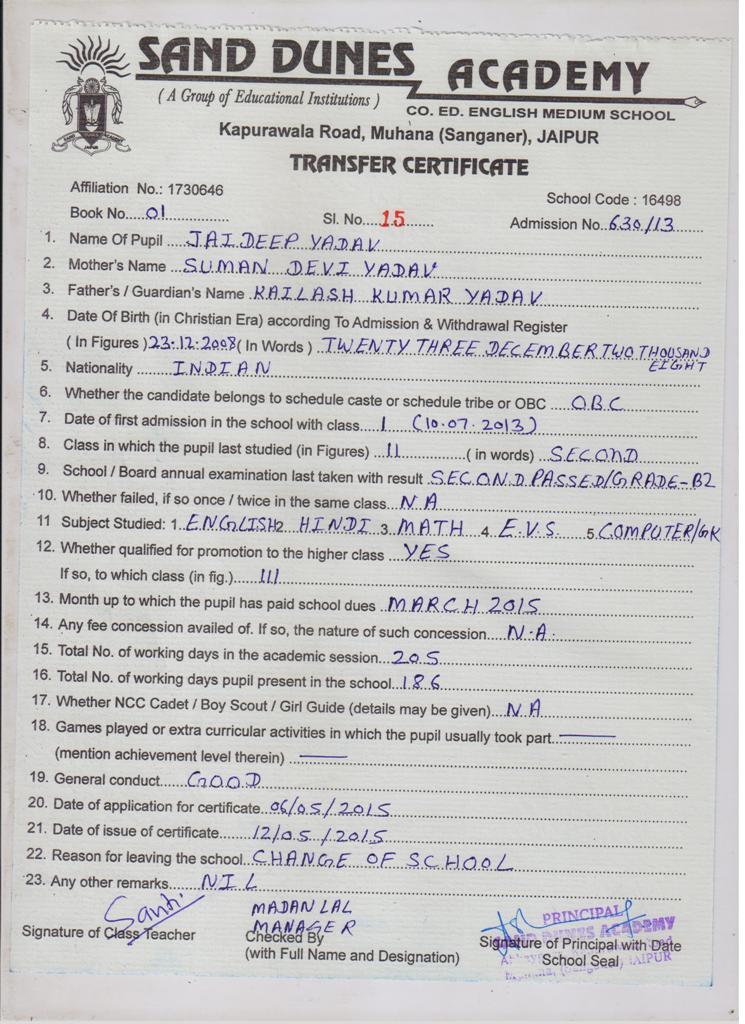 SAND DUNES ACADEMY
( A Group of Educational Institutions )
CO. ED. ENGLISH MEDIUM SCHOOL
Kapurawala Road, Muhana (Sanganer), JAIPUR
TRANSFER CERTIFICATE
Affiliation No.: 1730646
School Code : 16498
Book No.....01.............. Sl. No....15......... Admission No..630/13
1. Name Of Pupil ...JAIDEEP YADAV
2. Mother's Name ...SUMAN DEVI YADAV
3. Father's / Guardian's Name .KAILASH KUMAR YADAV
4. Date Of Birth (in Christian Era) according To Admission & Withdrawal Register
( In Figures )23.12.2008( In Words ) TWENTY THREE DECEMBER TWO THOUSAND
EIGHT
5. Nationality ..........INDIAN
6. Whether the candidate belongs to schedule caste or schedule tribe or OBC ....OBC
7. Date of first admission in the school with class......1 (10.07.2013)
8. Class in which the pupil last studied (in Figures) ...II................( in words) ..SECOND
9. School / Board annual examination last taken with result .SECOND PASSED/GRADE-B2
10. Whether failed, if so once / twice in the same class..NA
11 Subject Studied: 1. ENGLISH 2. HINDI 3. MATH 4. E.V.S. 5. COMPUTER/GK
12. Whether qualified for promotion to the higher class ...YES
If so, to which class (in fig.)......III
13. Month up to which the pupil has paid school dues .MARCH 2015
14. Any fee concession availed of. If so, the nature of such concession....N.A.
15. Total No. of working days in the academic session...205
16. Total No. of working days pupil present in the school..186
17. Whether NCC Cadet / Boy Scout / Girl Guide (details may be given)..NA
18. Games played or extra curricular activities in which the pupil usually took part.——
(mention achievement level therein) ——
19. General conduct......GOOD
20. Date of application for certificate..06/05/2015
21. Date of issue of certificate........12/05/2015
22. Reason for leaving the school..CHANGE OF SCHOOL
23. Any other remarks.......NIL
MADAN LAL
MANAGER
PRINCIPAL
SAND DUNES ACADEMY
JAIPUR
Signature of Class Teacher
Checked By
(with Full Name and Designation)
Signature of Principal with Date
School Seal